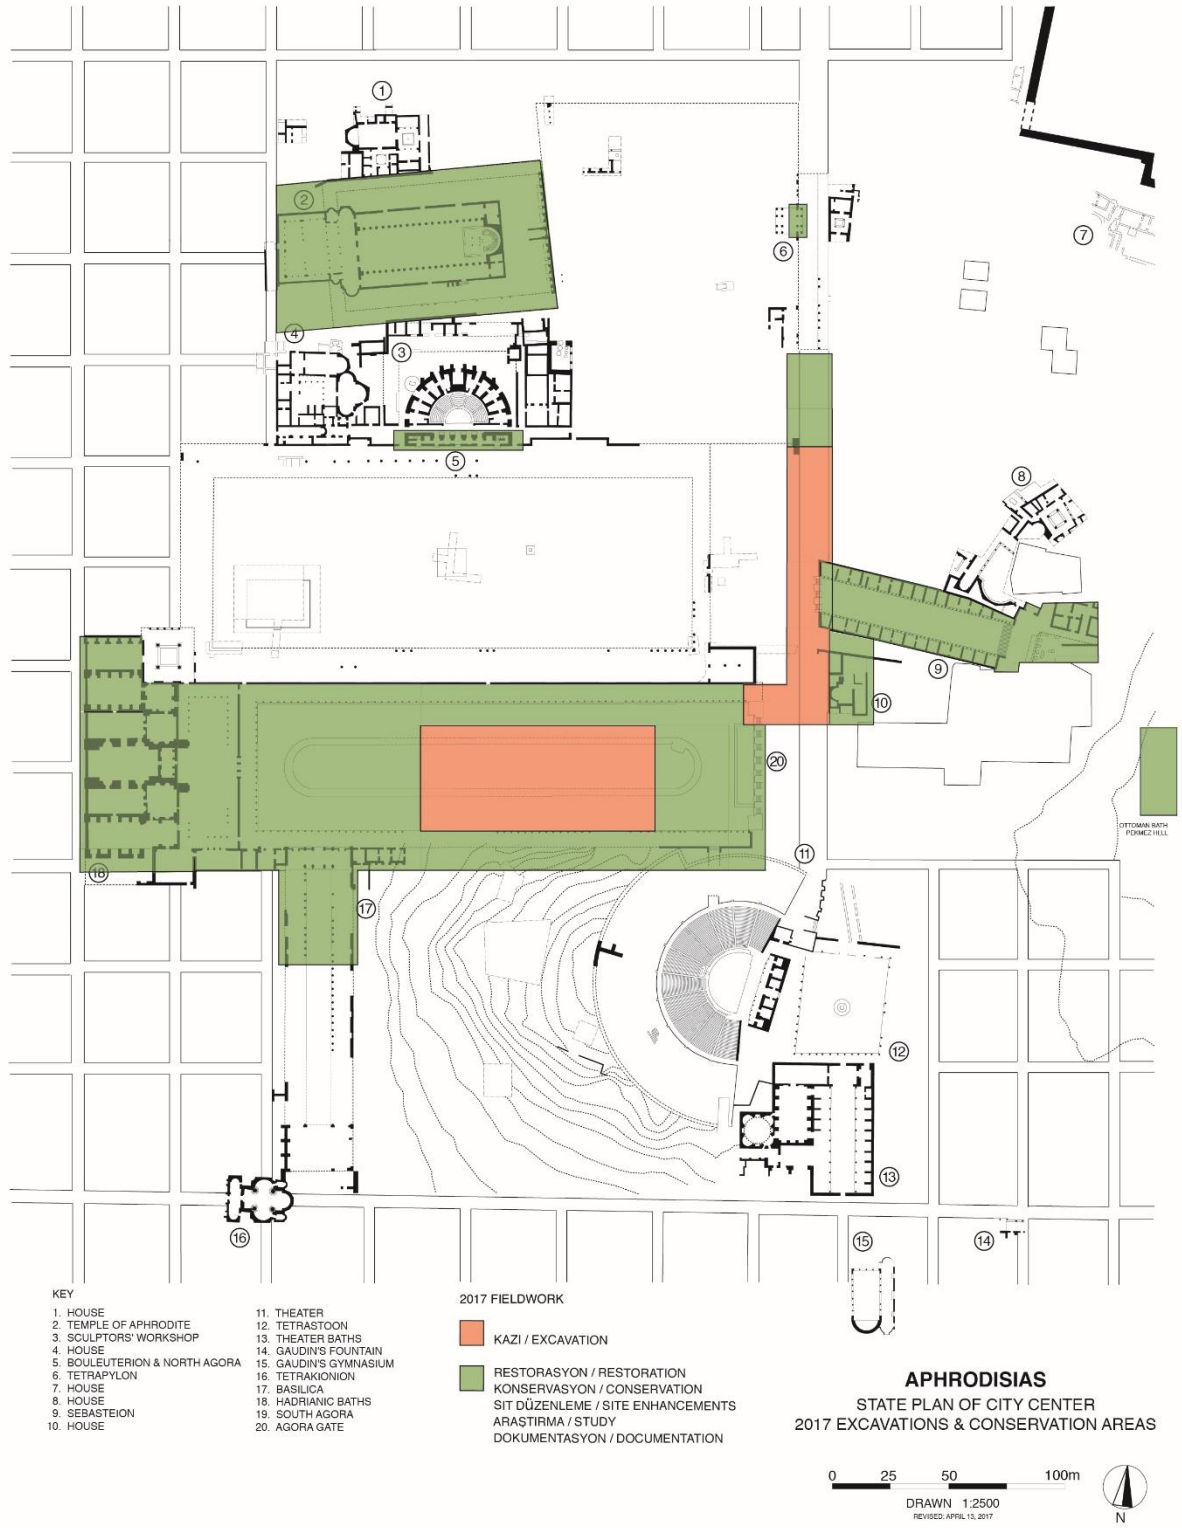 1
2
6
7
4
3
5
8
9
10
20
OTTOMAN BATH
PEKMEZ HILL
11
18
17
12
13
16
15
14
KEY
1. HOUSE
2. TEMPLE OF APHRODITE
3. SCULPTORS' WORKSHOP
4. HOUSE
5. BOULEUTERION & NORTH AGORA
6. TETRAPYLON
7. HOUSE
8. HOUSE
9. SEBASTEION
10. HOUSE
11. THEATER
12. TETRASTOON
13. THEATER BATHS
14. GAUDIN'S FOUNTAIN
15. GAUDIN'S GYMNASIUM
16. TETRAKIONION
17. BASILICA
18. HADRIANIC BATHS
19. SOUTH AGORA
20. AGORA GATE
2017 FIELDWORK
KAZI / EXCAVATION
RESTORASYON / RESTORATION
KONSERVASYON / CONSERVATION
SIT DÜZENLEME / SITE ENHANCEMENTS
ARAŞTIRMA / STUDY
DOKUMENTASYON / DOCUMENTATION
APHRODISIAS
STATE PLAN OF CITY CENTER
2017 EXCAVATIONS & CONSERVATION AREAS
0 25 50 100m
DRAWN 1:2500
REVISED: APRIL 13, 2017
N